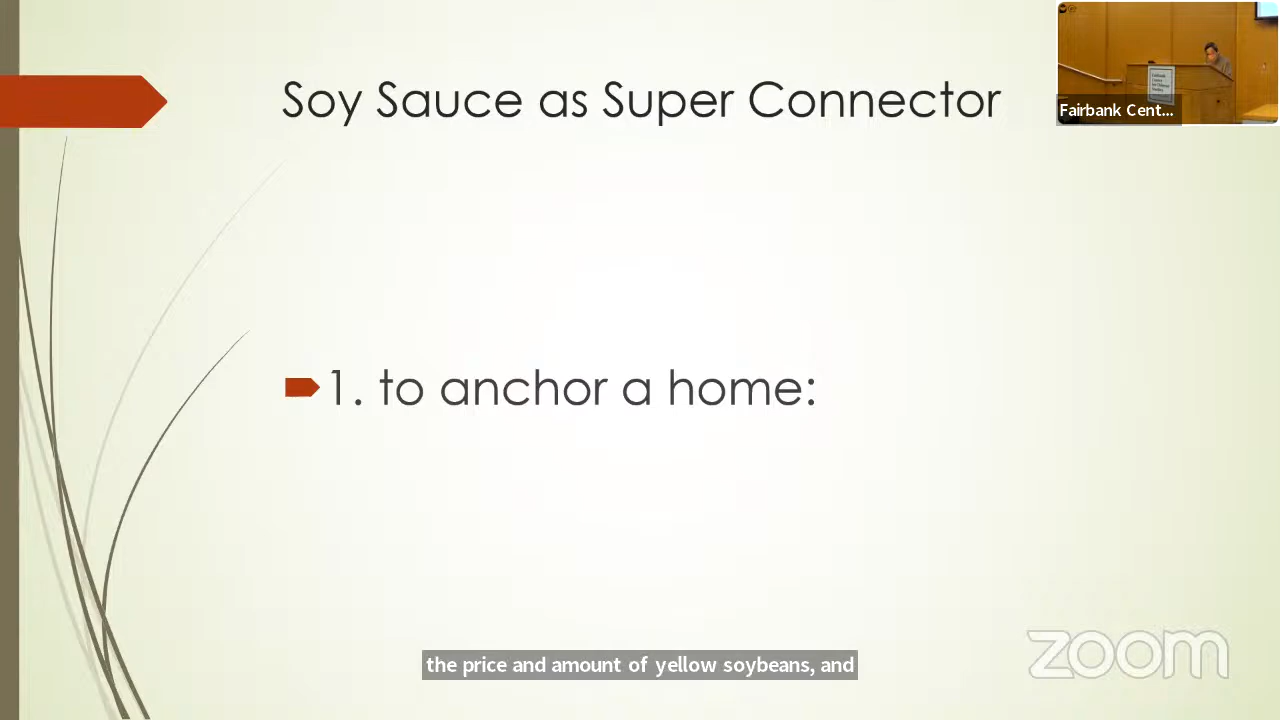 Soy Sauce as Super Connector
Fairbank Cent...
1. to anchor a home:
the price and amount of yellow soybeans, and
zoom